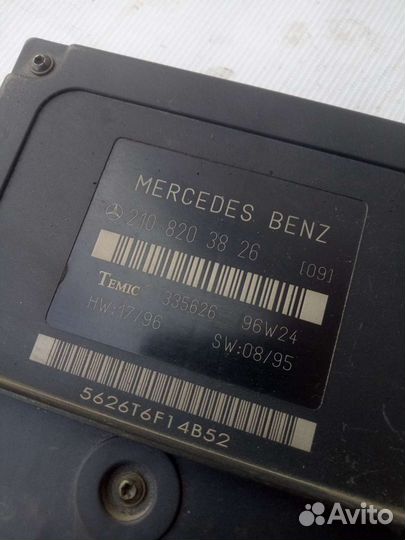 MERCEDES BENZ
210 820 38 26 [09]
TEMIC 335626 96W24
HW:17/96 SW:08/95
5626T6F14B52
Avito